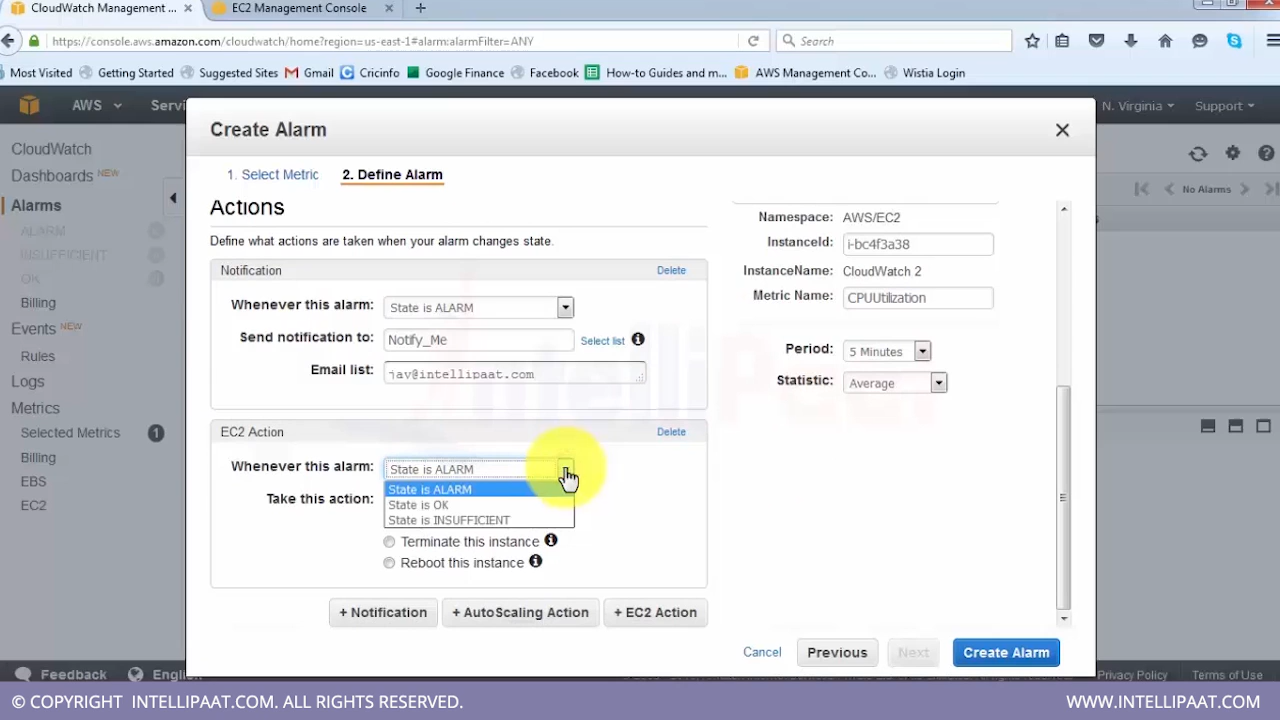 CloudWatch Management ...
EC2 Management Console
https://console.aws.amazon.com/cloudwatch/home?region=us-east-1#alarm:alarmFilter=ANY
Search
Most Visited
Getting Started
Suggested Sites
Gmail
Cricinfo
Google Finance
Facebook
How-to Guides and m...
AWS Management Co...
Wistia Login
AWS
Servi
N. Virginia
Support
CloudWatch
Dashboards NEW
Alarms
ALARM
INSUFFICIENT
OK
Billing
Events NEW
Rules
Logs
Metrics
Selected Metrics 1
Billing
EBS
EC2
No Alarms
Create Alarm
1. Select Metric
2. Define Alarm
Actions
Define what actions are taken when your alarm changes state.
Notification
Delete
Whenever this alarm: State is ALARM
Send notification to: Notify_Me Select list
Email list: jav@intellipaat.com
EC2 Action
Delete
Whenever this alarm: State is ALARM
State is ALARM
Take this action: State is OK
State is INSUFFICIENT
Terminate this instance
Reboot this instance
+ Notification
+ AutoScaling Action
+ EC2 Action
Namespace: AWS/EC2
InstanceId: i-bc4f3a38
InstanceName: CloudWatch 2
Metric Name: CPUUtilization
Period: 5 Minutes
Statistic: Average
Cancel
Previous
Next
Create Alarm
Feedback
Englis
Privacy Policy
Terms of Use
© COPYRIGHT INTELLIPAAT.COM. ALL RIGHTS RESERVED.
WWW.INTELLIPAAT.COM